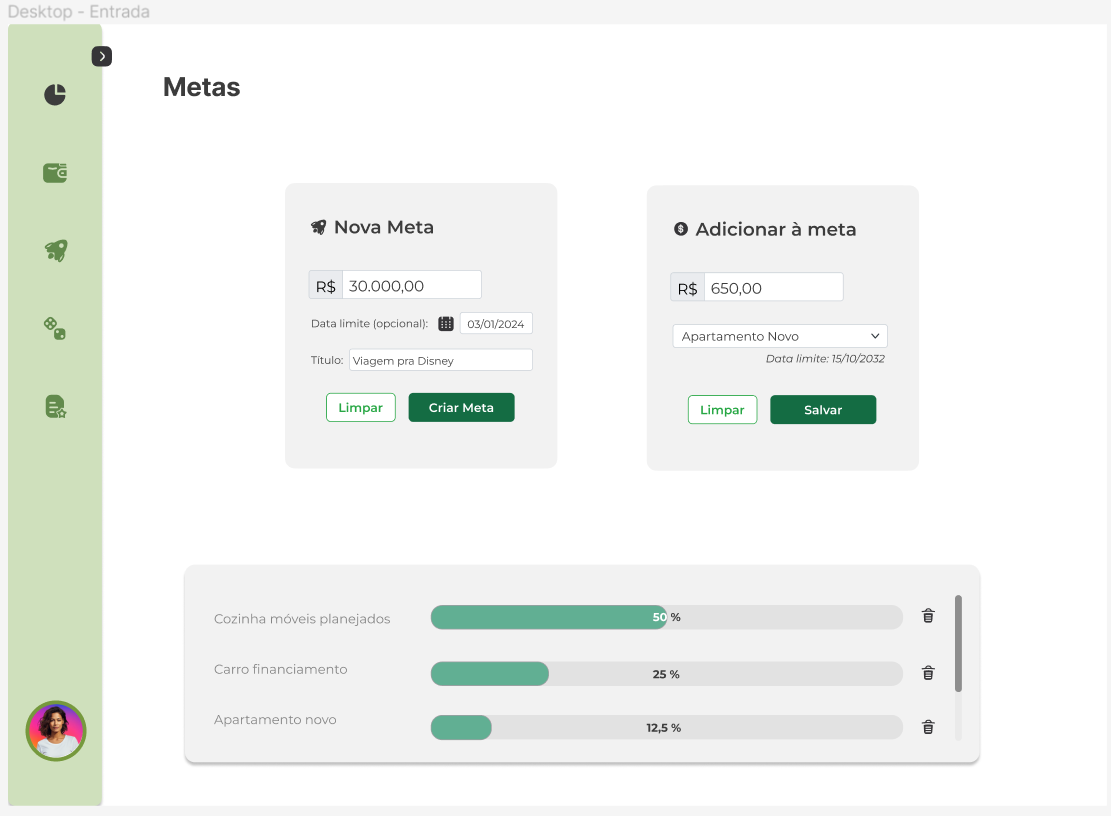 Desktop - Entrada
Metas
Nova Meta
R$ 30.000,00
Data limite (opcional): 03/01/2024
Título: Viagem pra Disney
Limpar Criar Meta
Adicionar à meta
R$ 650,00
Apartamento Novo
Data limite: 15/10/2032
Limpar Salvar
Cozinha móveis planejados 50 %
Carro financiamento 25 %
Apartamento novo 12,5 %